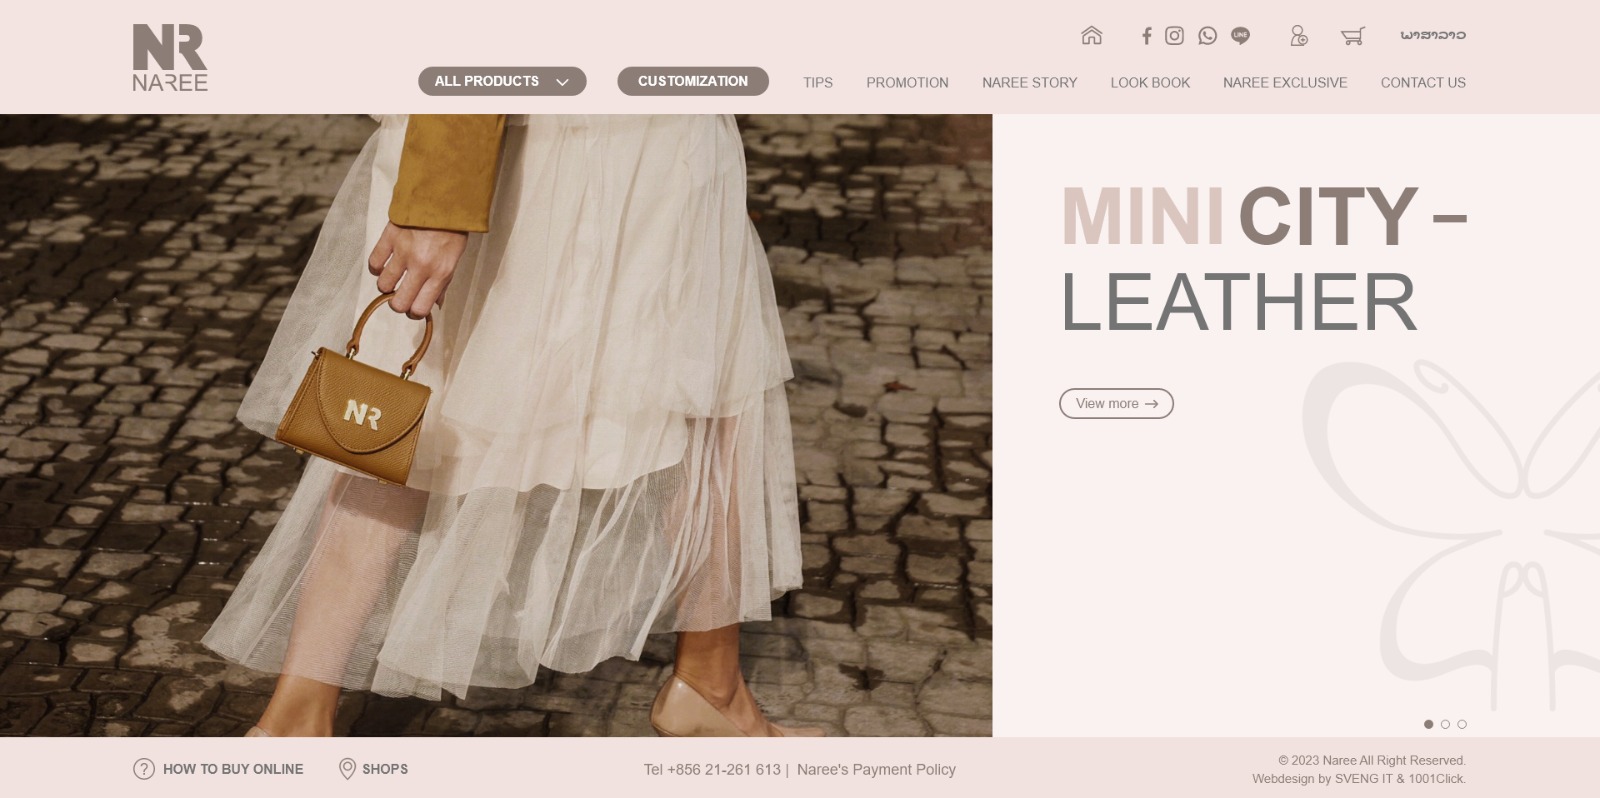 NR
NAREE
LINE
ພາສາລາວ
ALL PRODUCTS
CUSTOMIZATION
TIPS
PROMOTION
NAREE STORY
LOOK BOOK
NAREE EXCLUSIVE
CONTACT US
NR
MINI CITY –
LEATHER
View more →
? HOW TO BUY ONLINE
SHOPS
Tel +856 21-261 613 | Naree's Payment Policy
© 2023 Naree All Right Reserved.
Webdesign by SVENG IT & 1001Click.